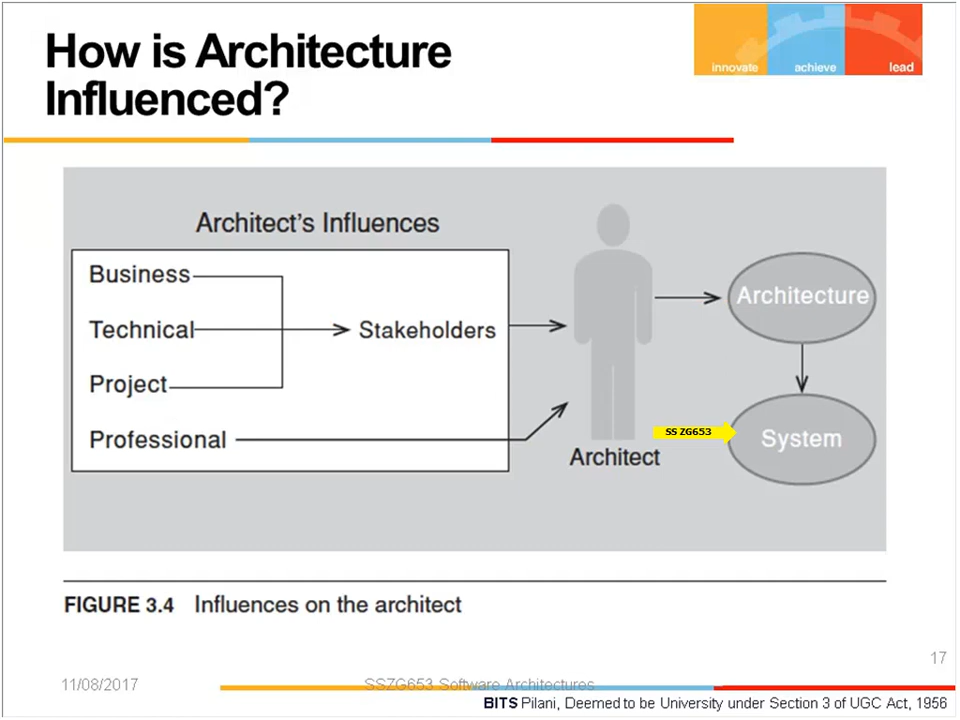 How is Architecture
Influenced?
innovate achieve lead
Architect's Influences
Business
Technical
Stakeholders
Project
Professional
Architect
Architecture
SS ZG653
System
FIGURE 3.4 Influences on the architect
17
11/08/2017
SSZG653 Software Architectures
BITS Pilani, Deemed to be University under Section 3 of UGC Act, 1956